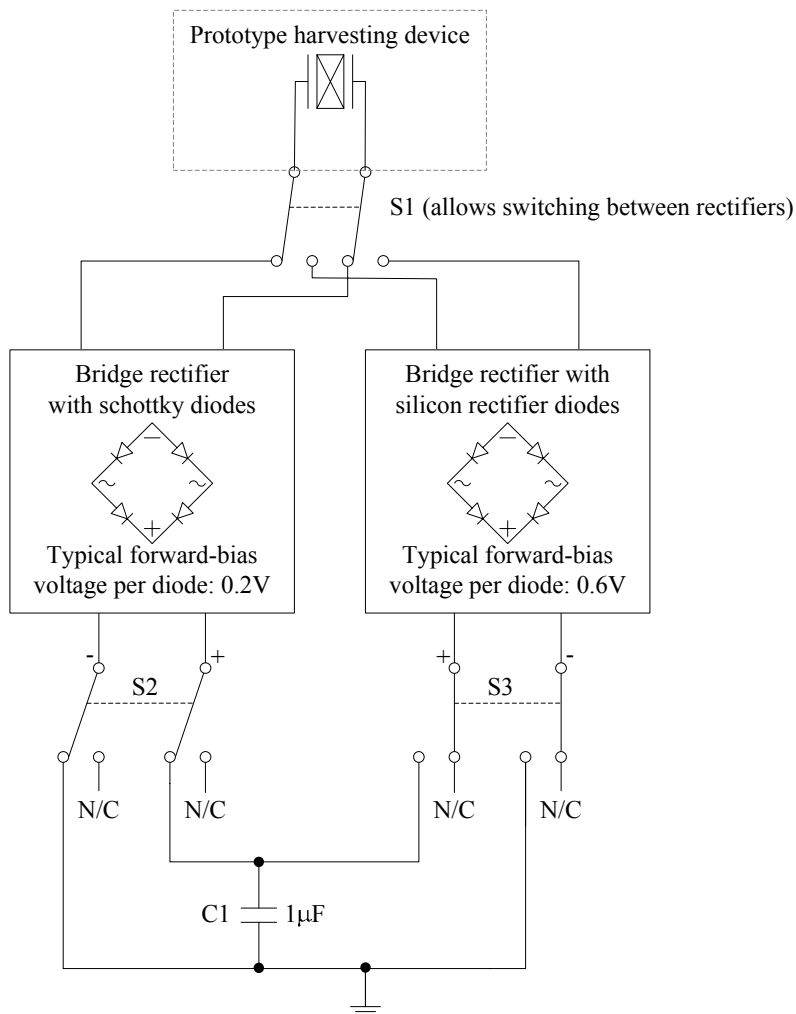 Prototype harvesting device
S1 (allows switching between rectifiers)
Bridge rectifier
with schottky diodes
−
~ ~
+
Typical forward-bias
voltage per diode: 0.2V
Bridge rectifier with
silicon rectifier diodes
−
~ ~
+
Typical forward-bias
voltage per diode: 0.6V
- +
S2
+ -
S3
N/C
N/C
N/C
N/C
C1 1μF